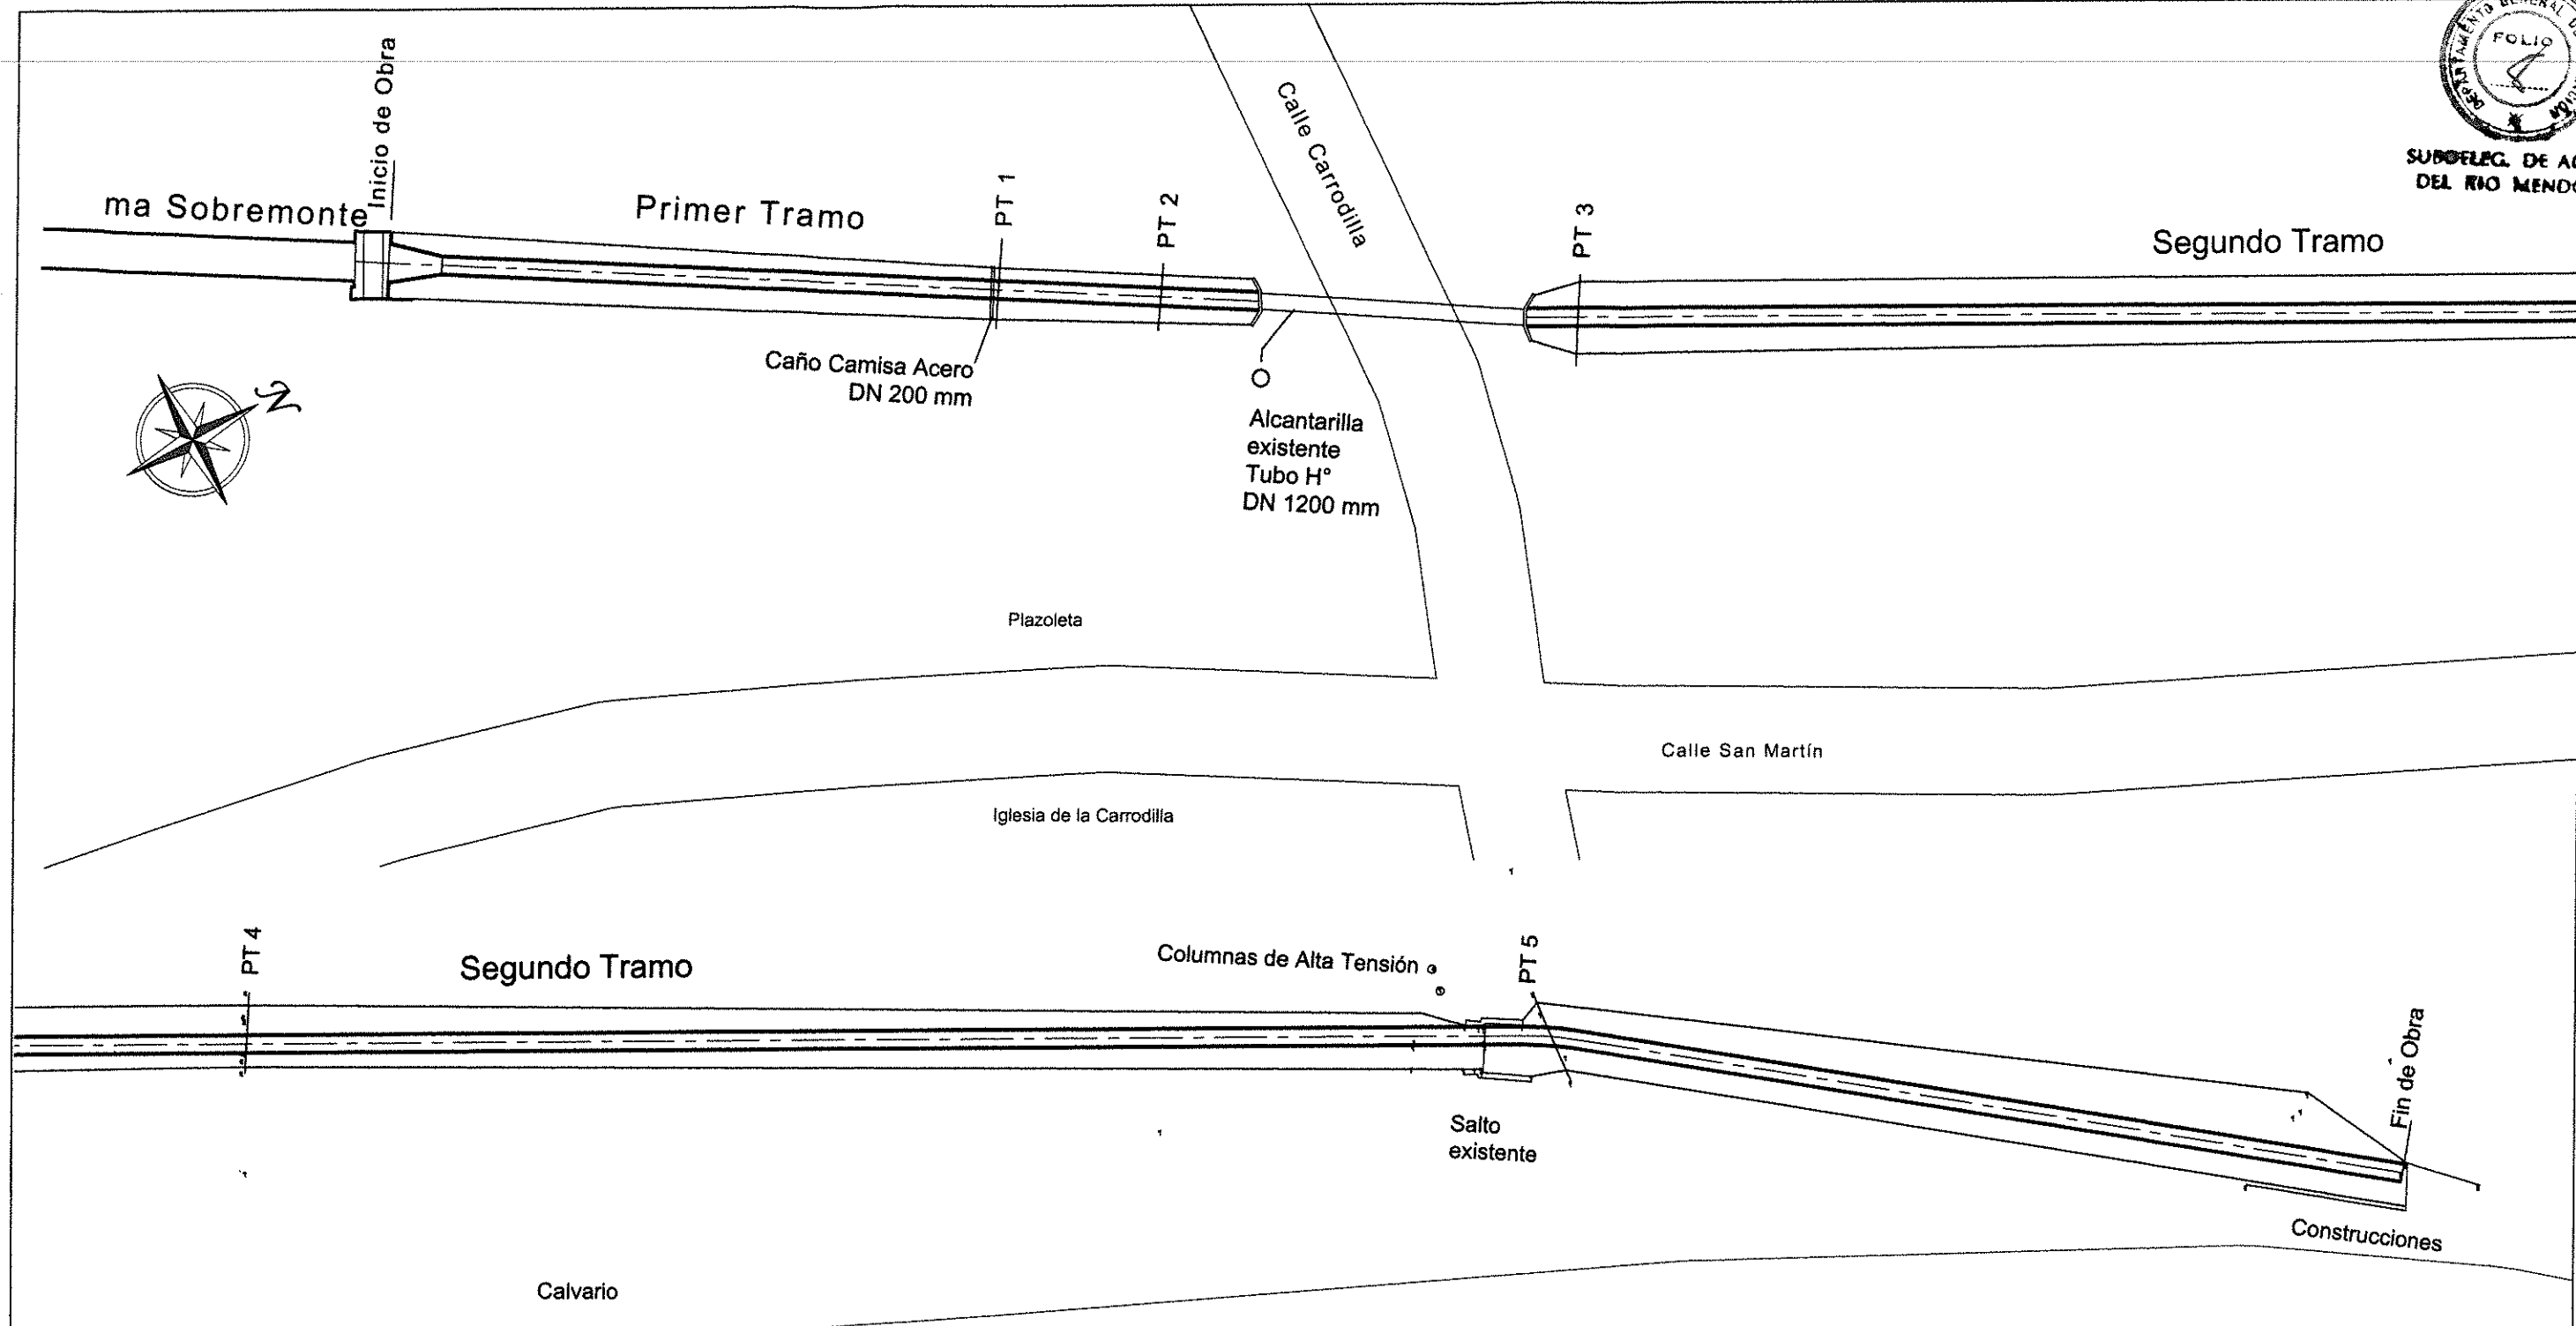 FOLIO
SUBDELEG. DE
DEL RIO
Inicio de Obra
ma Sobremonte
Primer Tramo
PT 1
PT 2
Calle Carrodilla
PT 3
Segundo Tramo
Caño Camisa Acero
DN 200 mm
N
Alcantarilla
existente
Tubo H°
DN 1200 mm
Plazoleta
Calle San Martín
Iglesia de la Carrodilla
PT 4
Segundo Tramo
Columnas de Alta Tensión
PT 5
Fin de Obra
Salto
existente
Construcciones
Calvario